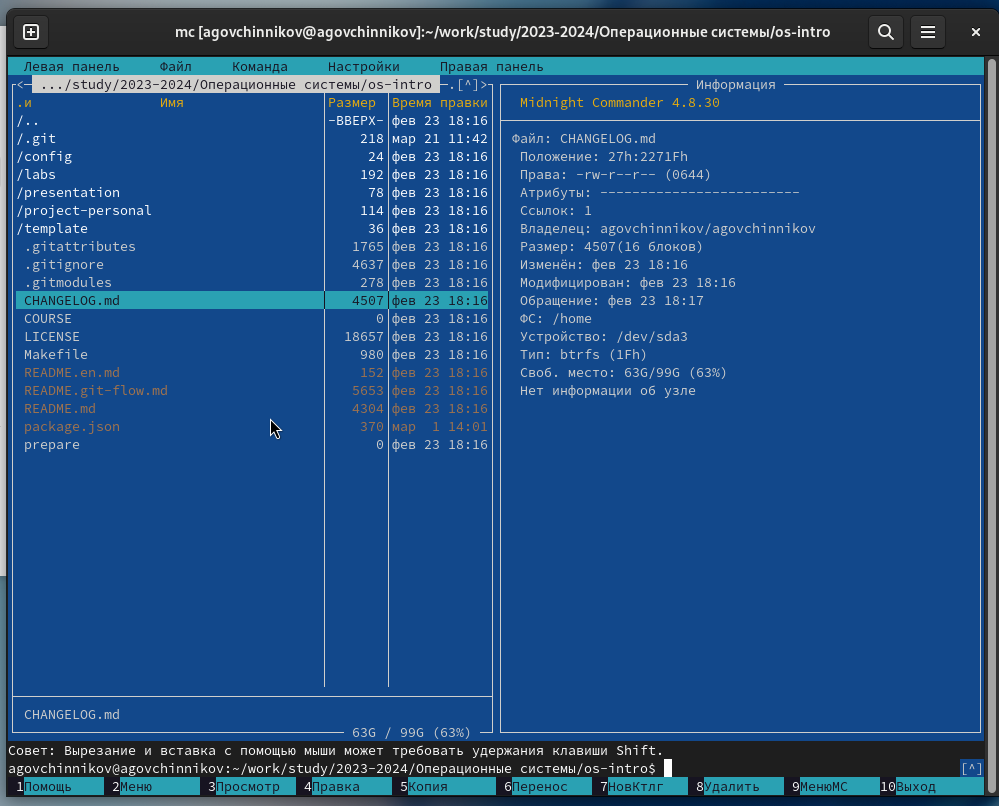 mc [agovchinnikov@agovchinnikov]:~/work/study/2023-2024/Операционные системы/os-intro
Левая панель Файл Команда Настройки Правая панель
<─ .../study/2023-2024/Операционные системы/os-intro ─.[^]>
.и Имя Размер Время правки
/.. -ВВЕРХ- фев 23 18:16
/.git 218 мар 21 11:42
/config 24 фев 23 18:16
/labs 192 фев 23 18:16
/presentation 78 фев 23 18:16
/project-personal 114 фев 23 18:16
/template 36 фев 23 18:16
.gitattributes 1765 фев 23 18:16
.gitignore 4637 фев 23 18:16
.gitmodules 278 фев 23 18:16
CHANGELOG.md 4507 фев 23 18:16
COURSE 0 фев 23 18:16
LICENSE 18657 фев 23 18:16
Makefile 980 фев 23 18:16
README.en.md 152 фев 23 18:16
README.git-flow.md 5653 фев 23 18:16
README.md 4304 фев 23 18:16
package.json 370 мар 1 14:01
prepare 0 фев 23 18:16
CHANGELOG.md
63G / 99G (63%)
Информация
Midnight Commander 4.8.30
Файл: CHANGELOG.md
Положение: 27h:2271Fh
Права: -rw-r--r-- (0644)
Атрибуты: -------------------------
Ссылок: 1
Владелец: agovchinnikov/agovchinnikov
Размер: 4507(16 блоков)
Изменён: фев 23 18:16
Модифицирован: фев 23 18:16
Обращение: фев 23 18:17
ФС: /home
Устройство: /dev/sda3
Тип: btrfs (1Fh)
Своб. место: 63G/99G (63%)
Нет информации об узле
Совет: Вырезание и вставка с помощью мыши может требовать удержания клавиши Shift.
agovchinnikov@agovchinnikov:~/work/study/2023-2024/Операционные системы/os-intro$ [^]
1Помощь 2Меню 3Просмотр 4Правка 5Копия 6Перенос 7НовКтлг 8Удалить 9МенюMC 10Выход